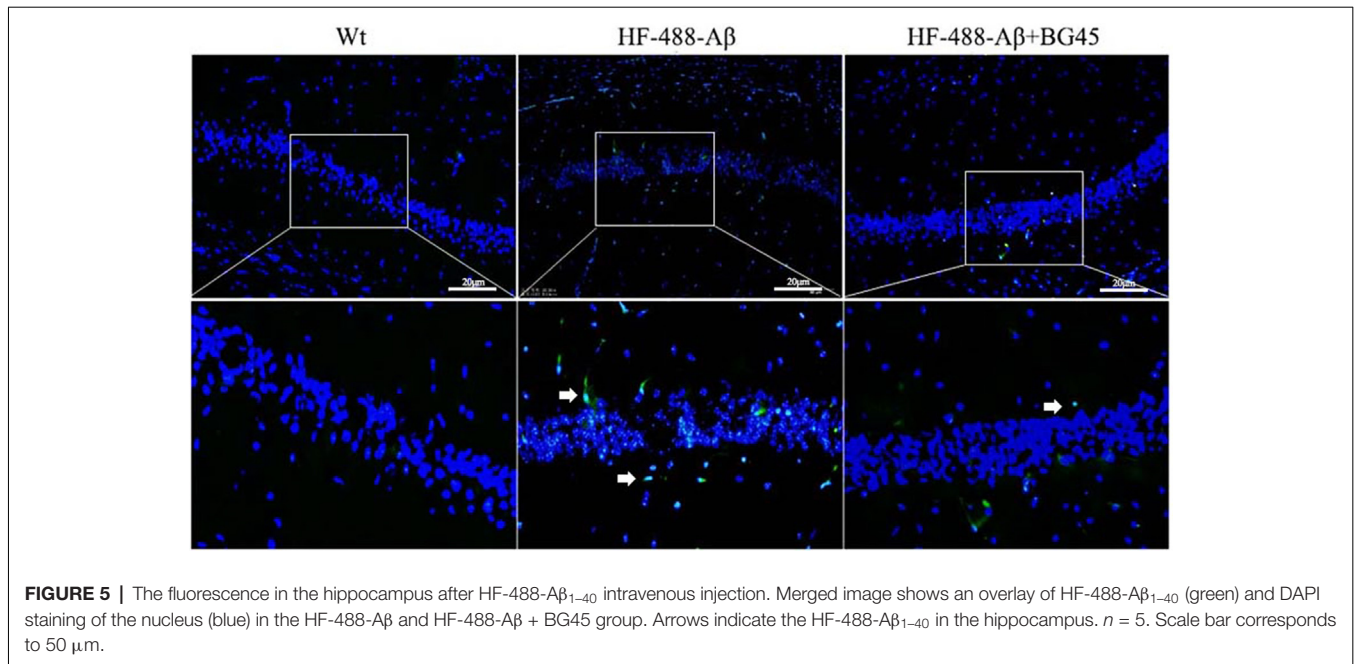 Wt
HF-488-Aβ
HF-488-Aβ+BG45
20μm
20μm
20μm
FIGURE 5 | The fluorescence in the hippocampus after HF-488-Aβ1–40 intravenous injection. Merged image shows an overlay of HF-488-Aβ1–40 (green) and DAPI
staining of the nucleus (blue) in the HF-488-Aβ and HF-488-Aβ + BG45 group. Arrows indicate the HF-488-Aβ1–40 in the hippocampus. n = 5. Scale bar corresponds
to 50 μm.